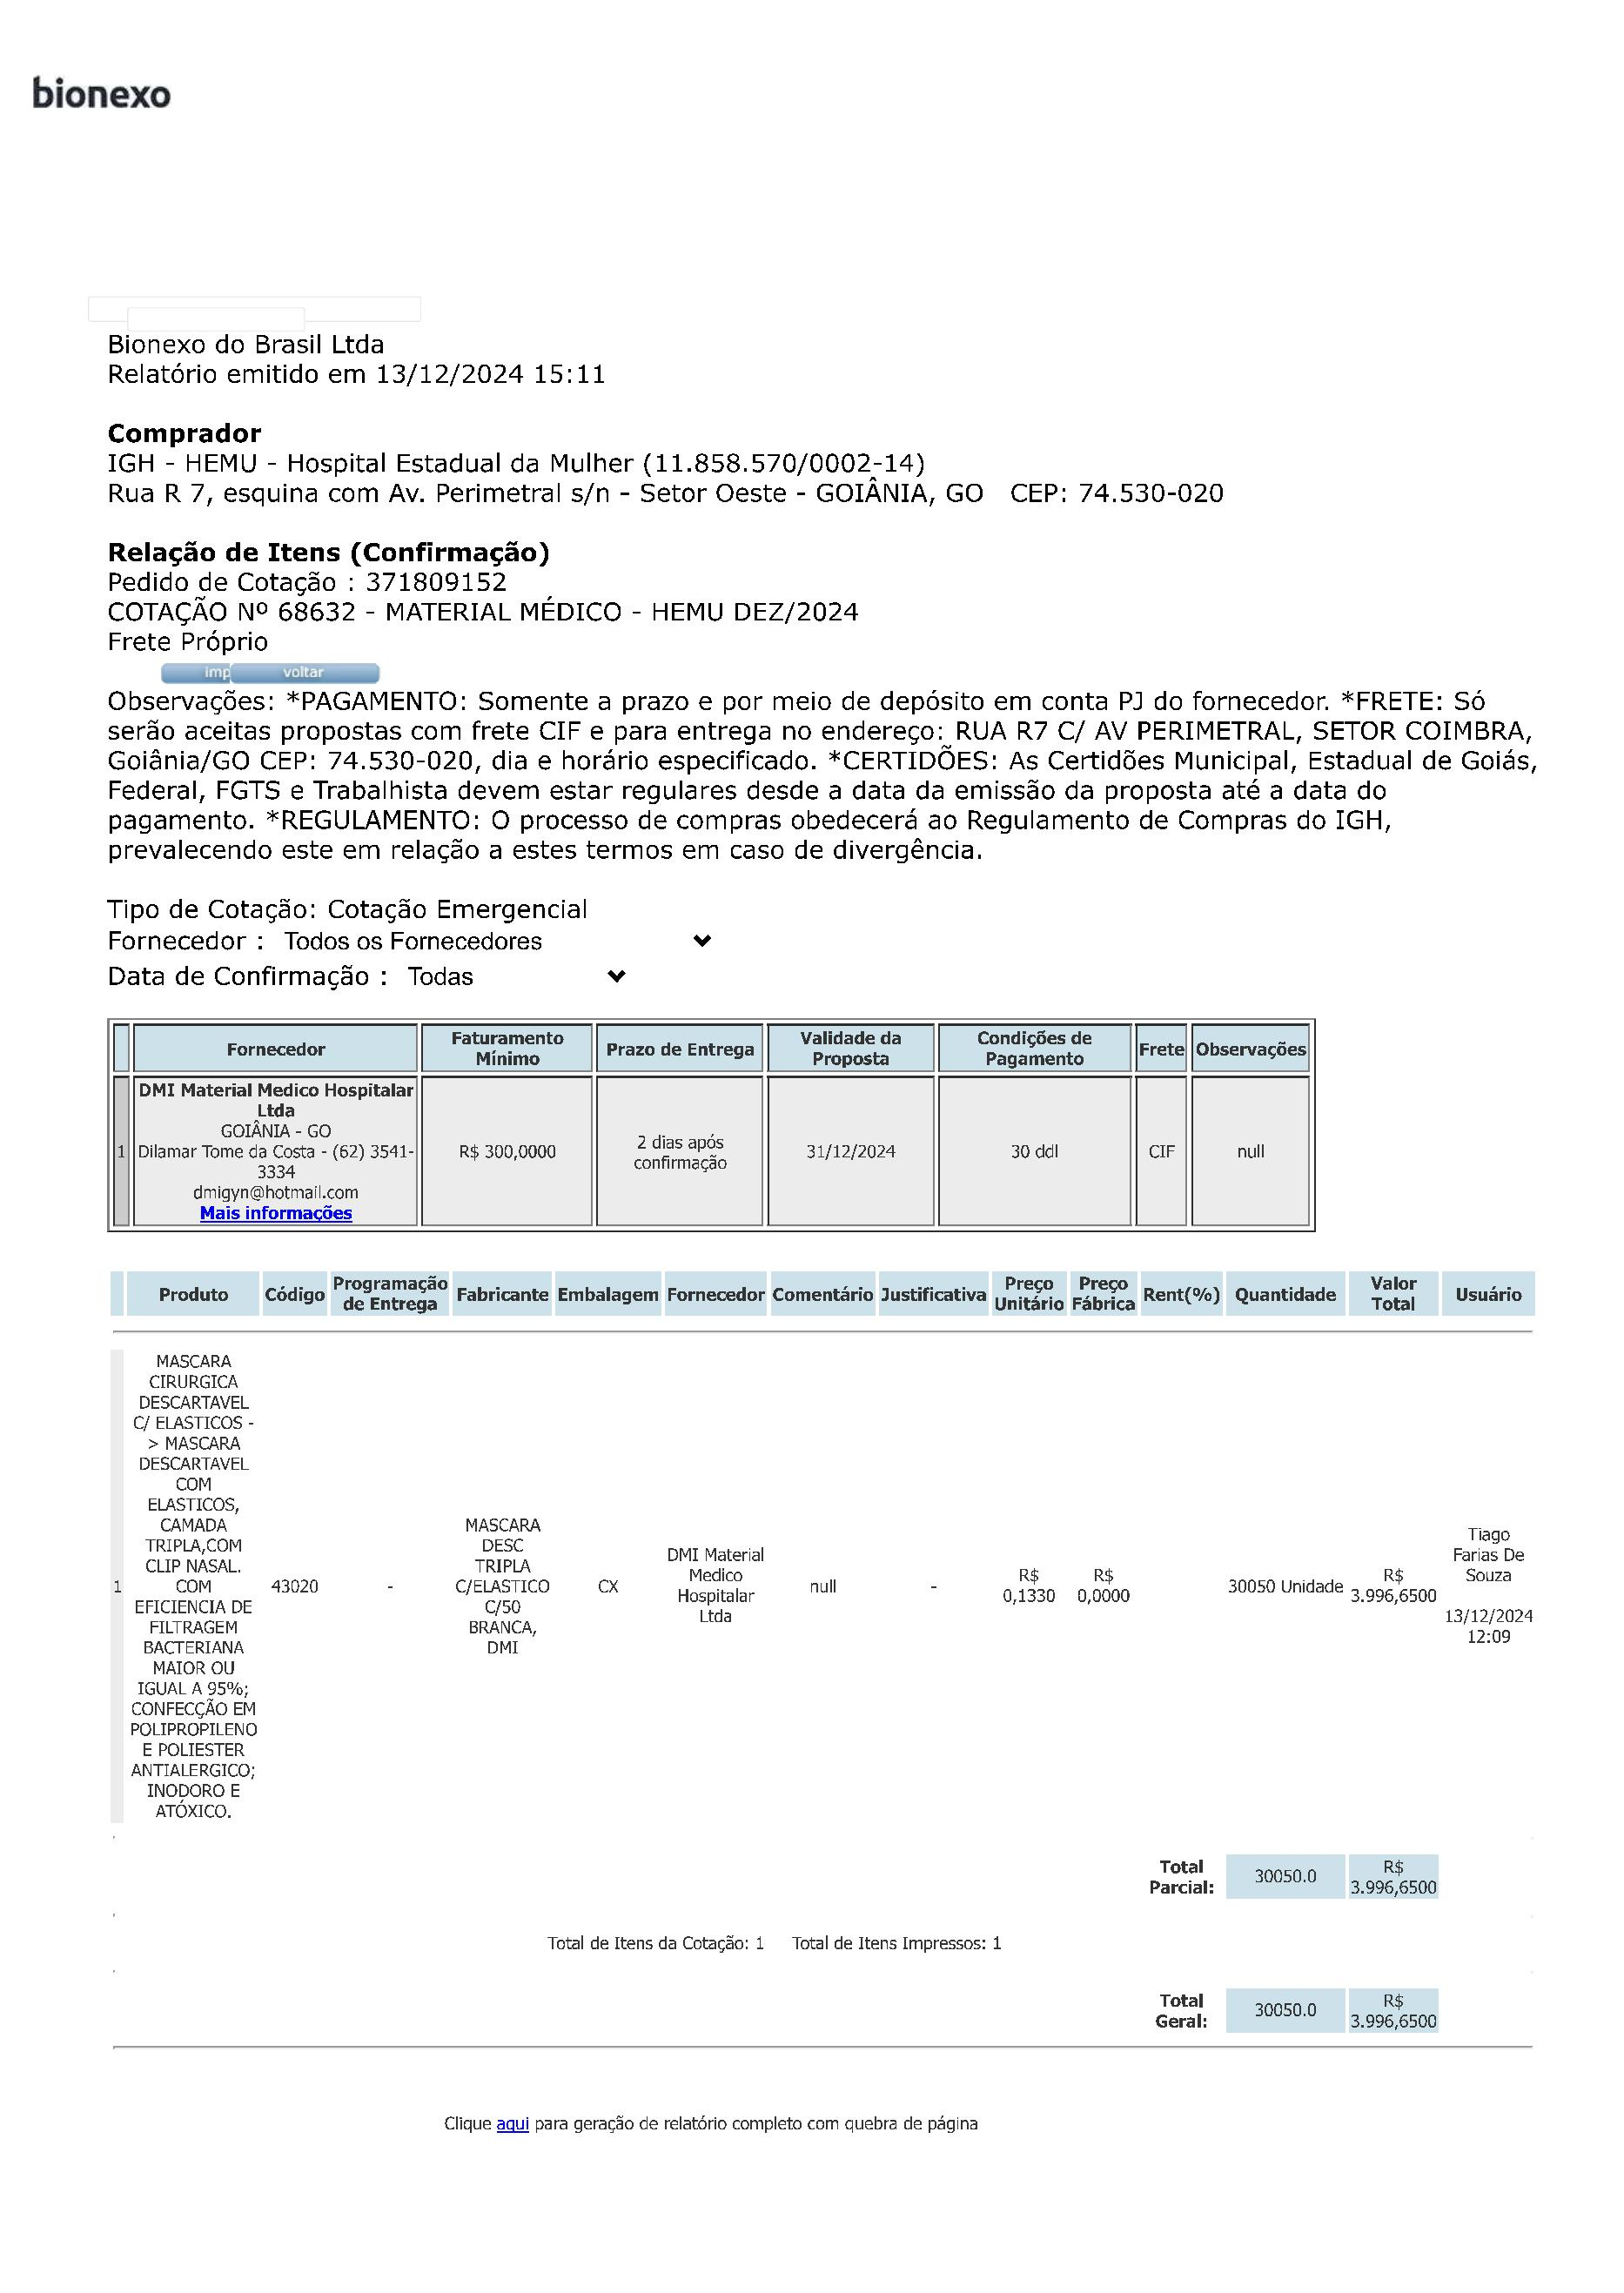 bionexo
Bionexo do Brasil Ltda
Relatório emitido em 13/12/2024 15:11
Comprador
IGH - HEMU - Hospital Estadual da Mulher (11.858.570/0002-14)
Rua R 7, esquina com Av. Perimetral s/n - Setor Oeste - GOIÂNIA, GO CEP: 74.530-020
Relação de Itens (Confirmação)
Pedido de Cotação : 371809152
COTAÇÃO Nº 68632 - MATERIAL MÉDICO - HEMU DEZ/2024
Frete Próprio
imp voltar
Observações: *PAGAMENTO: Somente a prazo e por meio de depósito em conta PJ do fornecedor. *FRETE: Só
serão aceitas propostas com frete CIF e para entrega no endereço: RUA R7 C/ AV PERIMETRAL, SETOR COIMBRA,
Goiânia/GO CEP: 74.530-020, dia e horário especificado. *CERTIDÕES: As Certidões Municipal, Estadual de Goiás,
Federal, FGTS e Trabalhista devem estar regulares desde a data da emissão da proposta até a data do
pagamento. *REGULAMENTO: O processo de compras obedecerá ao Regulamento de Compras do IGH,
prevalecendo este em relação a estes termos em caso de divergência.
Tipo de Cotação: Cotação Emergencial
Fornecedor : Todos os Fornecedores
Data de Confirmação : Todas
Fornecedor
Faturamento
Mínimo
Prazo de Entrega
Validade da
Proposta
Condições de
Pagamento
Frete
Observações
1
DMI Material Medico Hospitalar
Ltda
GOIÂNIA - GO
Dilamar Tome da Costa - (62) 3541-
3334
dmigyn@hotmail.com
Mais informações
R$ 300,0000
2 dias após
confirmação
31/12/2024
30 ddl
CIF
null
Produto
Código
Programação
de Entrega
Fabricante
Embalagem
Fornecedor
Comentário
Justificativa
Preço
Unitário
Preço
Fábrica
Rent(%)
Quantidade
Valor
Total
Usuário
1
MASCARA
CIRURGICA
DESCARTAVEL
C/ ELASTICOS -
> MASCARA
DESCARTAVEL
COM
ELASTICOS,
CAMADA
TRIPLA,COM
CLIP NASAL.
COM
EFICIENCIA DE
FILTRAGEM
BACTERIANA
MAIOR OU
IGUAL A 95%;
CONFECÇÃO EM
POLIPROPILENO
E POLIESTER
ANTIALERGICO;
INODORO E
ATÓXICO.
43020
-
MASCARA
DESC
TRIPLA
C/ELASTICO
C/50
BRANCA,
DMI
CX
DMI Material
Medico
Hospitalar
Ltda
null
-
R$
0,1330
R$
0,0000
30050 Unidade
R$
3.996,6500
Tiago
Farias De
Souza
13/12/2024
12:09
Total
Parcial:
30050.0
R$
3.996,6500
Total de Itens da Cotação: 1 Total de Itens Impressos: 1
Total
Geral:
30050.0
R$
3.996,6500
Clique aqui para geração de relatório completo com quebra de página